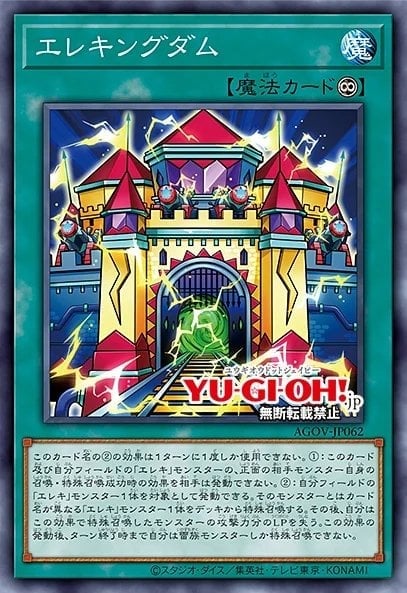 エレキングダム
魔
【魔法カード】
ユウギオウドットジェイピー
YU-GI-OH!.jp
無断転載禁止
AGOV-JP062
このカード名の②の効果は1ターンに1度しか使用できない。①：このカード
及び自分フィールドの「エレキ」モンスターの、正面の相手モンスター自身の
召喚・特殊召喚成功時の効果を相手は発動できない。②：自分フィールドの
「エレキ」モンスター1体を対象として発動できる。そのモンスターとはカード
名が異なる「エレキ」モンスター1体をデッキから特殊召喚する。その後、自分は
この効果で特殊召喚したモンスターの攻撃力分のLPを失う。この効果の
発動後、ターン終了時まで自分は雷族モンスターしか特殊召喚できない。
©スタジオ・ダイス／集英社・テレビ東京・KONAMI